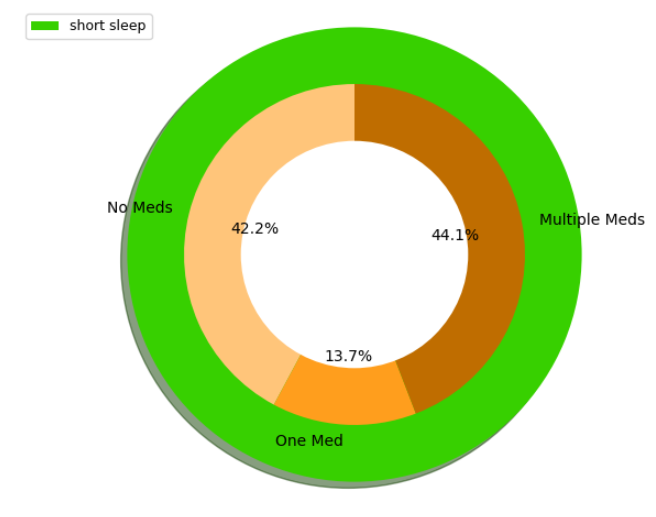 short sleep
No Meds
Multiple Meds
42.2%
44.1%
13.7%
One Med